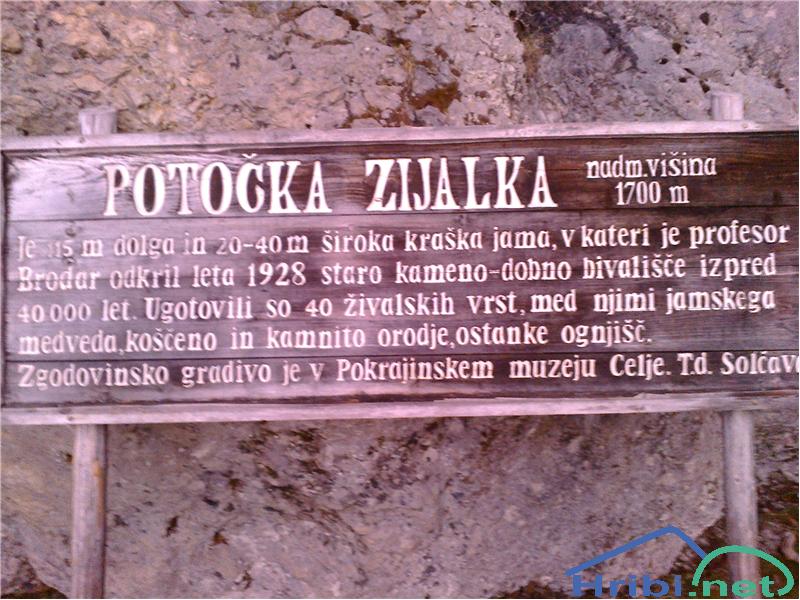 POTOČKA ZIJALKA nadm.višina
1700 m
Je 115 m dolga in 20-40 m široka kraška jama, v kateri je profesor
Brodar odkril leta 1928 staro kameno-dobno bivališče izpred
40 000 let. Ugotovili so 40 živalskih vrst, med njimi jamskega
medveda, koščeno in kamnito orodje, ostanke ognjišč.
Zgodovinsko gradivo je v Pokrajinskem muzeju Celje. T.d. Solčava
Hribi.net